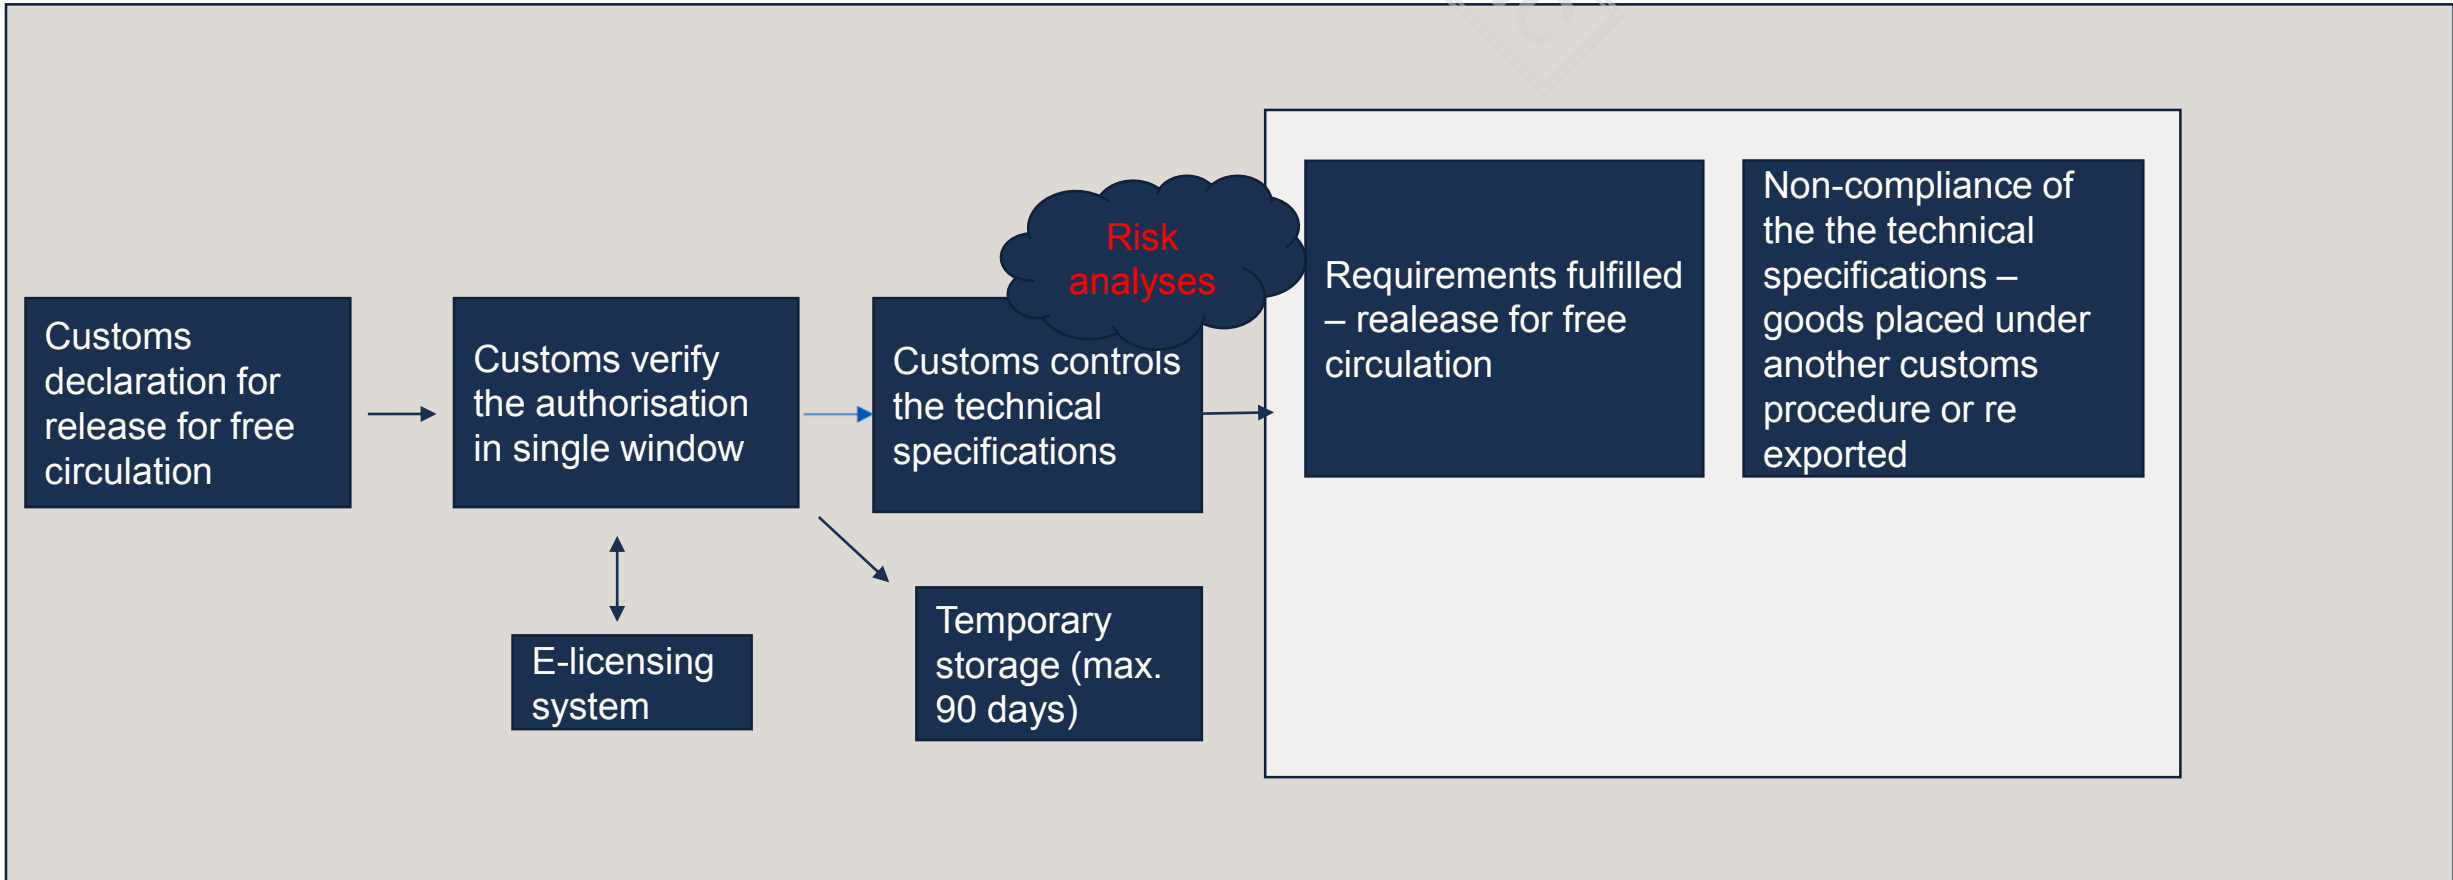 Customs
declaration for
release for free
circulation
Customs verify
the authorisation
in single window
E-licensing
system
Risk
analyses
Customs controls
the technical
specifications
Temporary
storage (max.
90 days)
Requirements fulfilled
– realease for free
circulation
Non-compliance of
the the technical
specifications –
goods placed under
another customs
procedure or re
exported